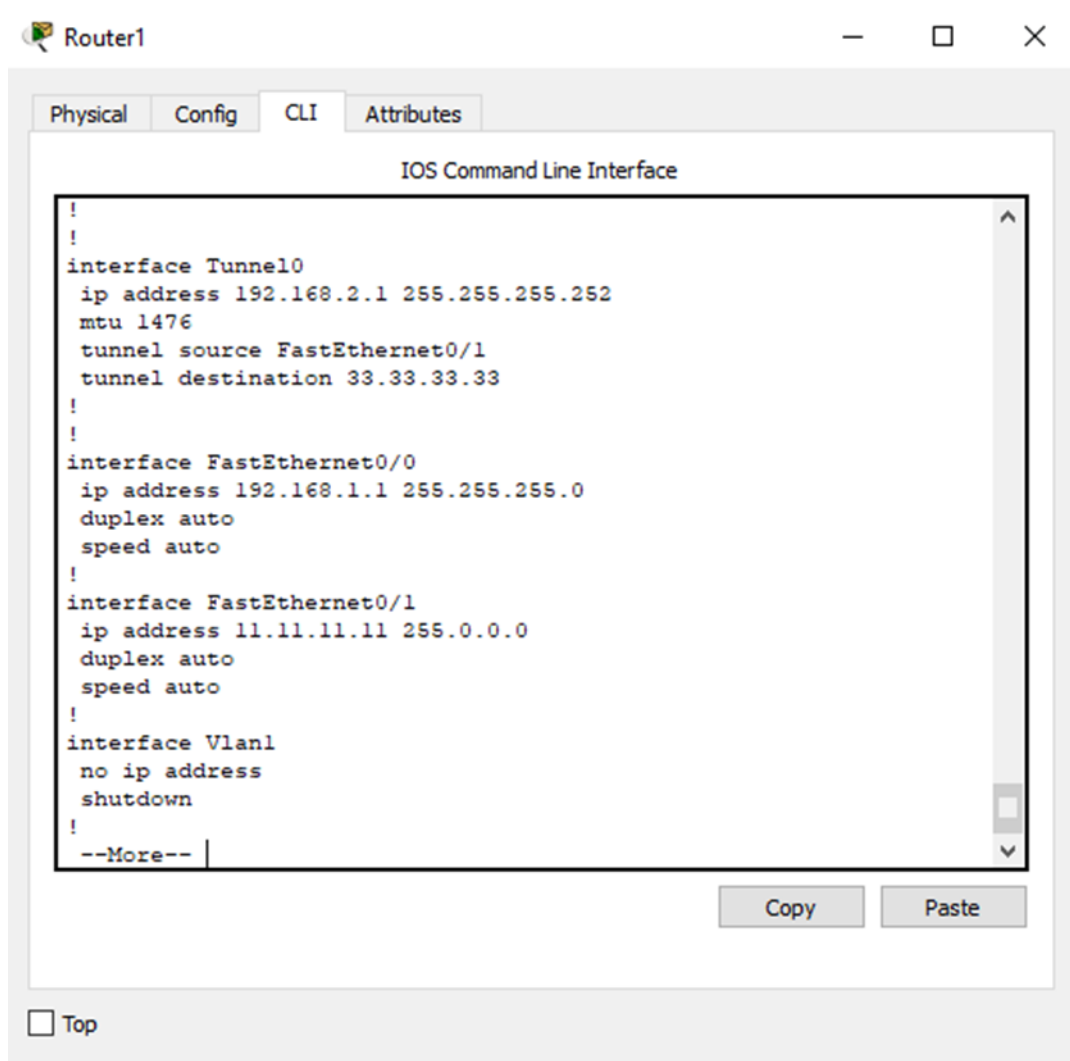 Router1
Physical Config CLI Attributes
IOS Command Line Interface
!
!
interface Tunnel0
ip address 192.168.2.1 255.255.255.252
mtu 1476
tunnel source FastEthernet0/1
tunnel destination 33.33.33.33
!
!
interface FastEthernet0/0
ip address 192.168.1.1 255.255.255.0
duplex auto
speed auto
!
interface FastEthernet0/1
ip address 11.11.11.11 255.0.0.0
duplex auto
speed auto
!
interface Vlan1
no ip address
shutdown
!
--More--
Copy Paste
Top